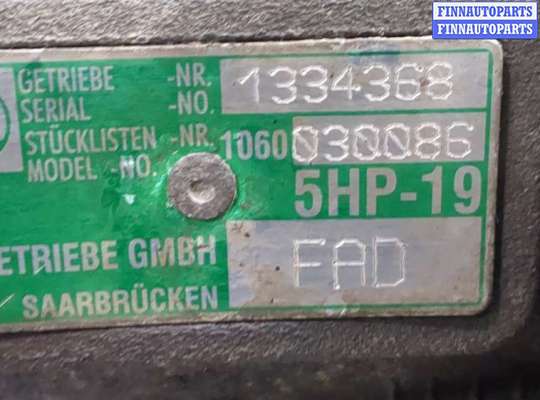 FINNAUTOPARTS
FINNAUTOPARTS
GETRIEBE -NR. 1334368
SERIAL -NO.
STÜCKLISTEN -NR. 1060 030086
MODEL -NO.
5HP-19
ETRIEBE GMBH FAD
SAARBRÜCKEN